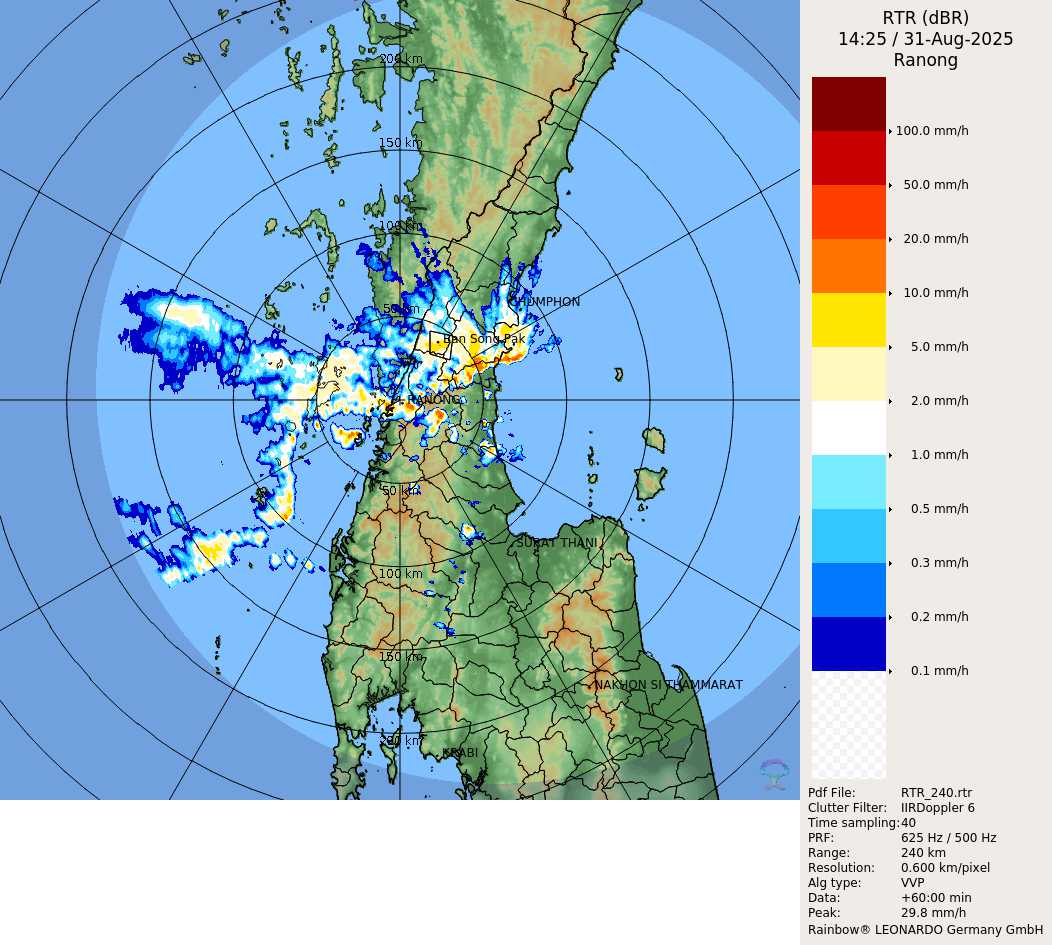 RTR (dBR)
14:25 / 31-Aug-2025
Ranong
100.0 mm/h
50.0 mm/h
20.0 mm/h
10.0 mm/h
5.0 mm/h
2.0 mm/h
1.0 mm/h
0.5 mm/h
0.3 mm/h
0.2 mm/h
0.1 mm/h
200 km
150 km
100 km
CHUMPHON
50 km
Ban Song Pak
RANONG
50 km
SURAT THANI
100 km
150 km
NAKHON SI THAMMARAT
200 km
KRABI
Pdf File: RTR_240.rtr
Clutter Filter: IIRDoppler 6
Time sampling:40
PRF: 625 Hz / 500 Hz
Range: 240 km
Resolution: 0.600 km/pixel
Alg type: VVP
Data: +60:00 min
Peak: 29.8 mm/h
Rainbow® LEONARDO Germany GmbH